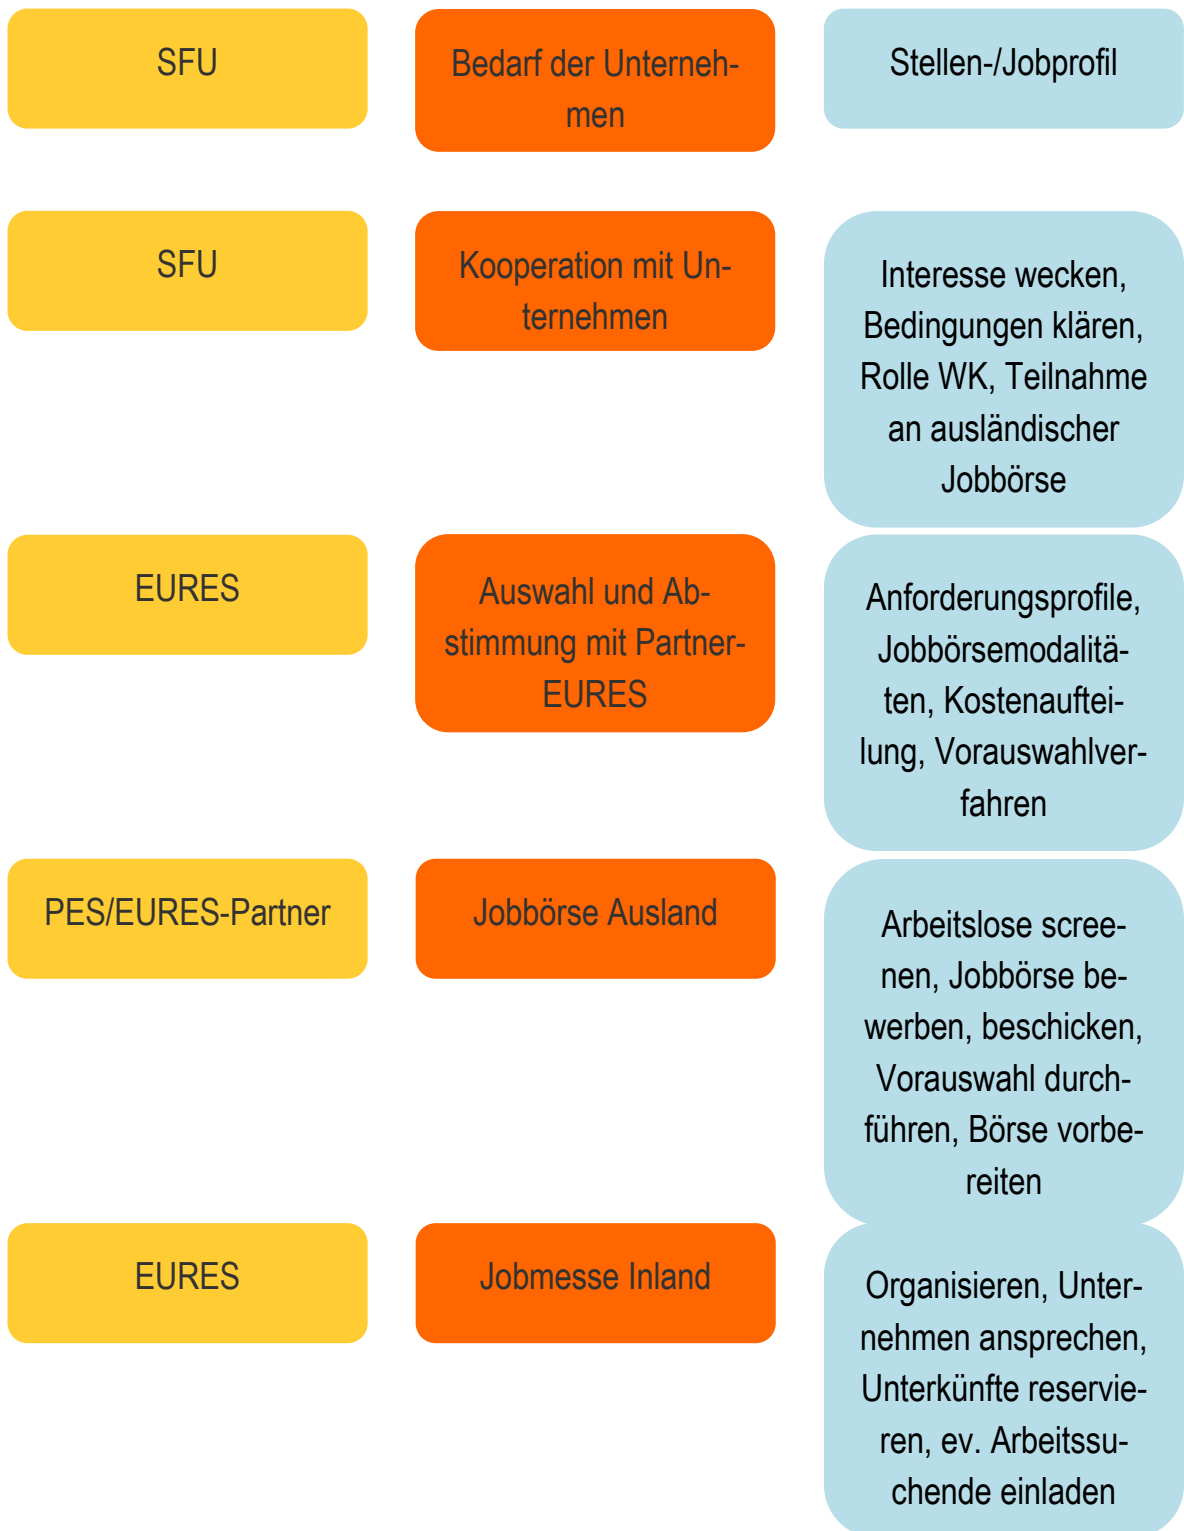 SFU
Bedarf der Unterneh-
men
Stellen-/Jobprofil
SFU
Kooperation mit Un-
ternehmen
Interesse wecken,
Bedingungen klären,
Rolle WK, Teilnahme
an ausländischer
Jobbörse
EURES
Auswahl und Ab-
stimmung mit Partner-
EURES
Anforderungsprofile,
Jobbörsemodalitä-
ten, Kostenauftei-
lung, Vorauswahlver-
fahren
PES/EURES-Partner
Jobbörse Ausland
Arbeitslose scree-
nen, Jobbörse be-
werben, beschicken,
Vorauswahl durch-
führen, Börse vorbe-
reiten
EURES
Jobmesse Inland
Organisieren, Unter-
nehmen ansprechen,
Unterkünfte reservie-
ren, ev. Arbeitssu-
chende einladen